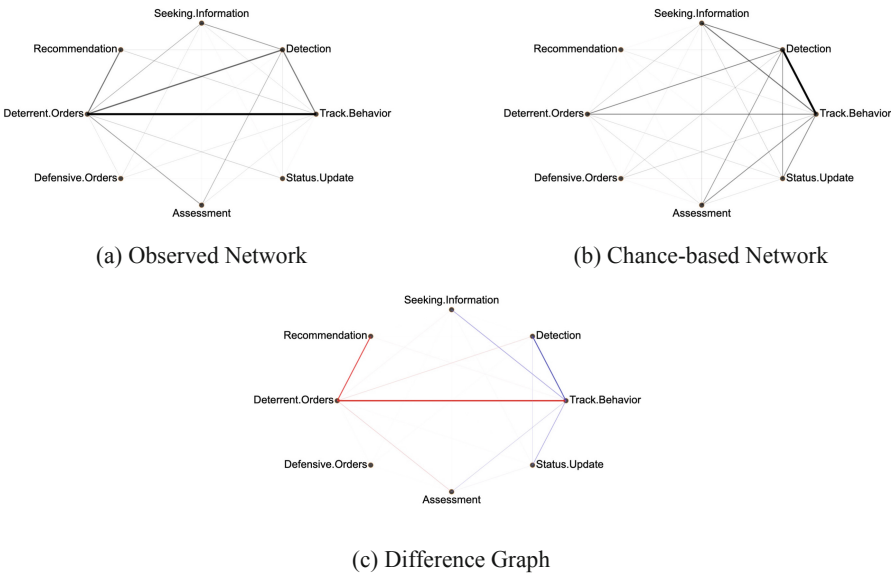 Seeking.Information
Recommendation
Detection
Deterrent.Orders
Track.Behavior
Defensive.Orders
Status.Update
Assessment
(a) Observed Network
Seeking.Information
Recommendation
Detection
Deterrent.Orders
Track.Behavior
Defensive.Orders
Status.Update
Assessment
(b) Chance-based Network
Seeking.Information
Recommendation
Detection
Deterrent.Orders
Track.Behavior
Defensive.Orders
Status.Update
Assessment
(c) Difference Graph